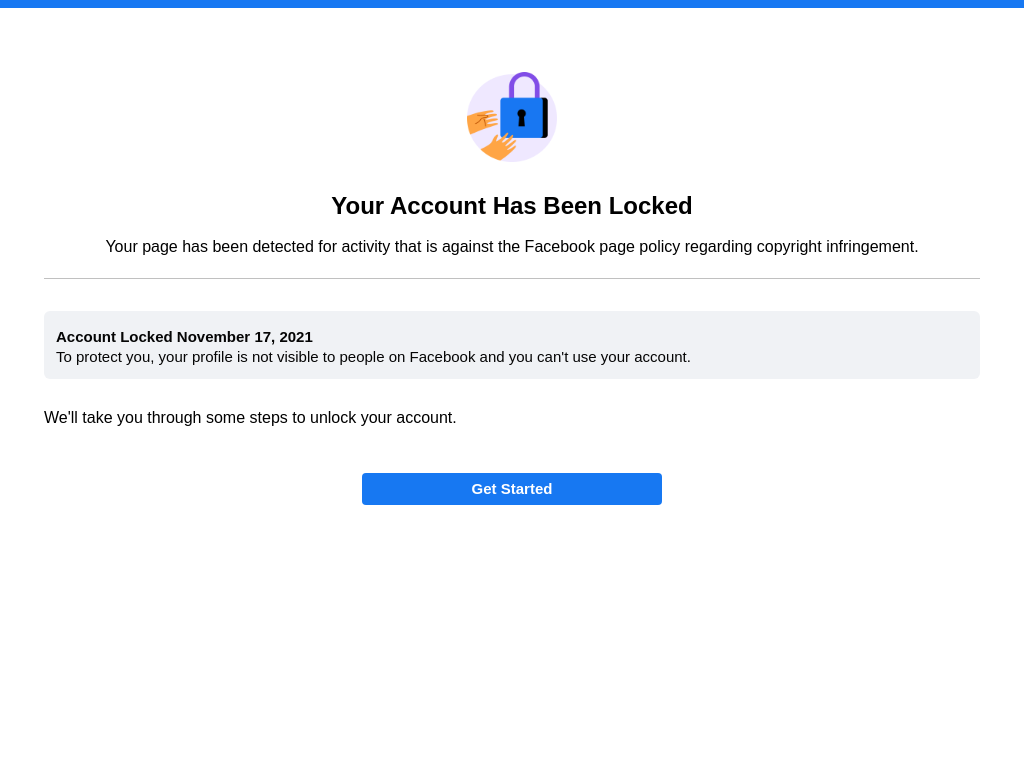 Your Account Has Been Locked
Your page has been detected for activity that is against the Facebook page policy regarding copyright infringement.
Account Locked November 17, 2021
To protect you, your profile is not visible to people on Facebook and you can't use your account.
We'll take you through some steps to unlock your account.
Get Started